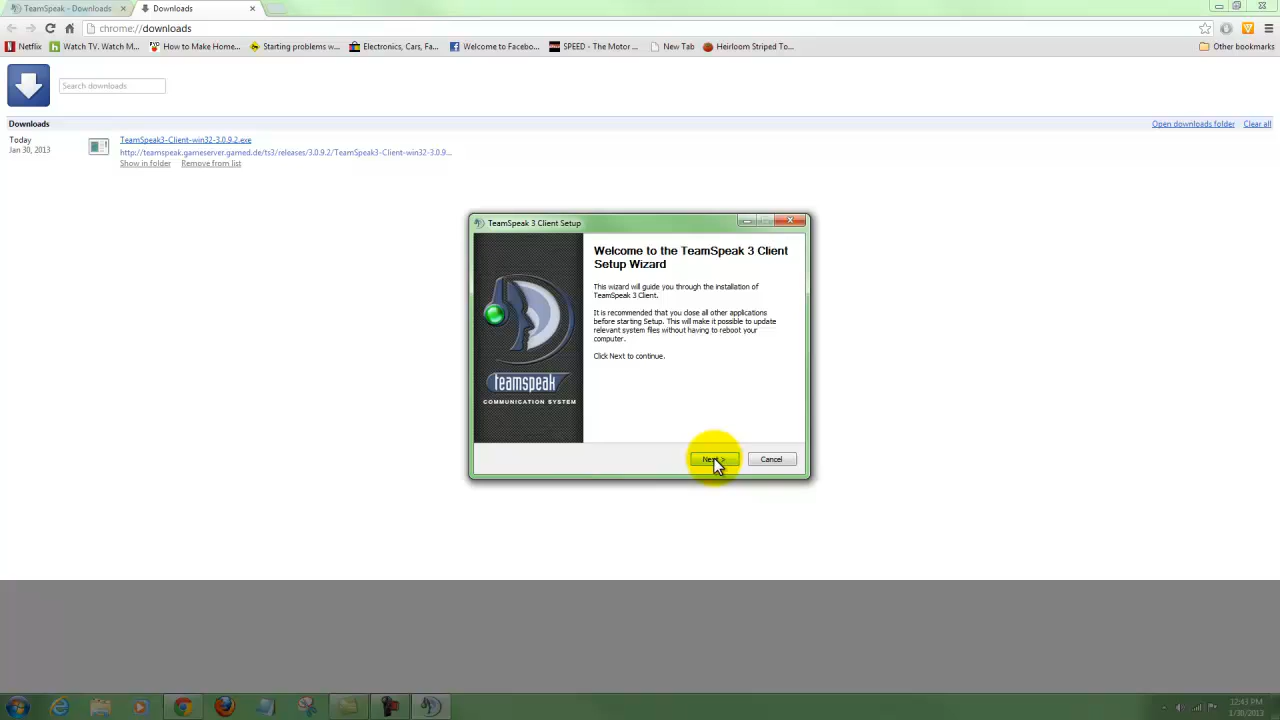 TeamSpeak - Downloads
Downloads
chrome://downloads
Netflix
Watch TV. Watch M...
How to Make Home...
Starting problems w...
Electronics, Cars, Fa...
Welcome to Facebo...
SPEED - The Motor ...
New Tab
Heirloom Striped To...
Other bookmarks
Search downloads
Downloads
Open downloads folder
Clear all
Today
Jan 30, 2013
TeamSpeak3-Client-win32-3.0.9.2.exe
http://teamspeak.gameserver.gamed.de/ts3/releases/3.0.9.2/TeamSpeak3-Client-win32-3.0.9...
Show in folder
Remove from list
TeamSpeak 3 Client Setup
Welcome to the TeamSpeak 3 Client
Setup Wizard
This wizard will guide you through the installation of
TeamSpeak 3 Client.
It is recommended that you close all other applications
before starting Setup. This will make it possible to update
relevant system files without having to reboot your
computer.
Click Next to continue.
teamspeak
COMMUNICATION SYSTEM
Next >
Cancel
12:43 PM
1/30/2013